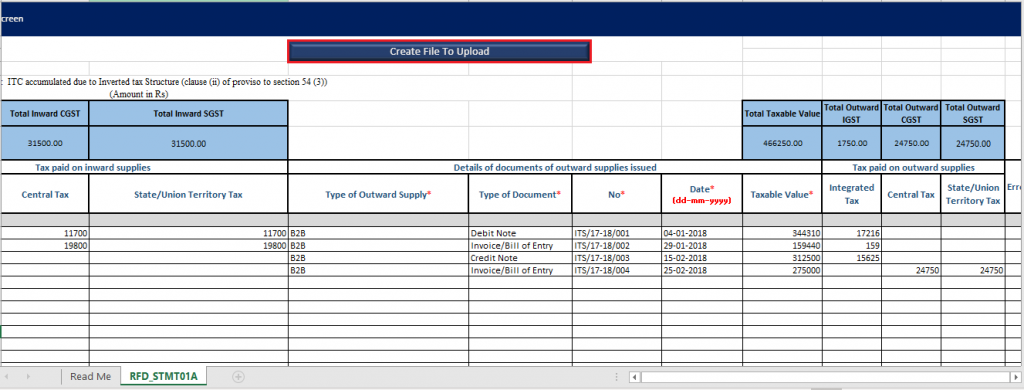 creen
Create File To Upload
: ITC accumulated due to Inverted tax Structure (clause (ii) of proviso to section 54 (3))
(Amount in Rs)
Total Inward CGST Total Inward SGST Total Taxable Value Total Outward IGST Total Outward CGST Total Outward SGST
31500.00 31500.00 466250.00 1750.00 24750.00 24750.00
Tax paid on inward supplies Details of documents of outward supplies issued Tax paid on outward supplies
Central Tax State/Union Territory Tax Type of Outward Supply* Type of Document* No* Date* (dd-mm-yyyy) Taxable Value* Integrated Tax Central Tax State/Union Territory Tax Erro
11700 11700 B2B Debit Note ITS/17-18/001 04-01-2018 344310 17216
19800 19800 B2B Invoice/Bill of Entry ITS/17-18/002 29-01-2018 159440 159
B2B Credit Note ITS/17-18/003 15-02-2018 312500 15625
B2B Invoice/Bill of Entry ITS/17-18/004 25-02-2018 275000 24750 24750
Read Me RFD_STMT01A